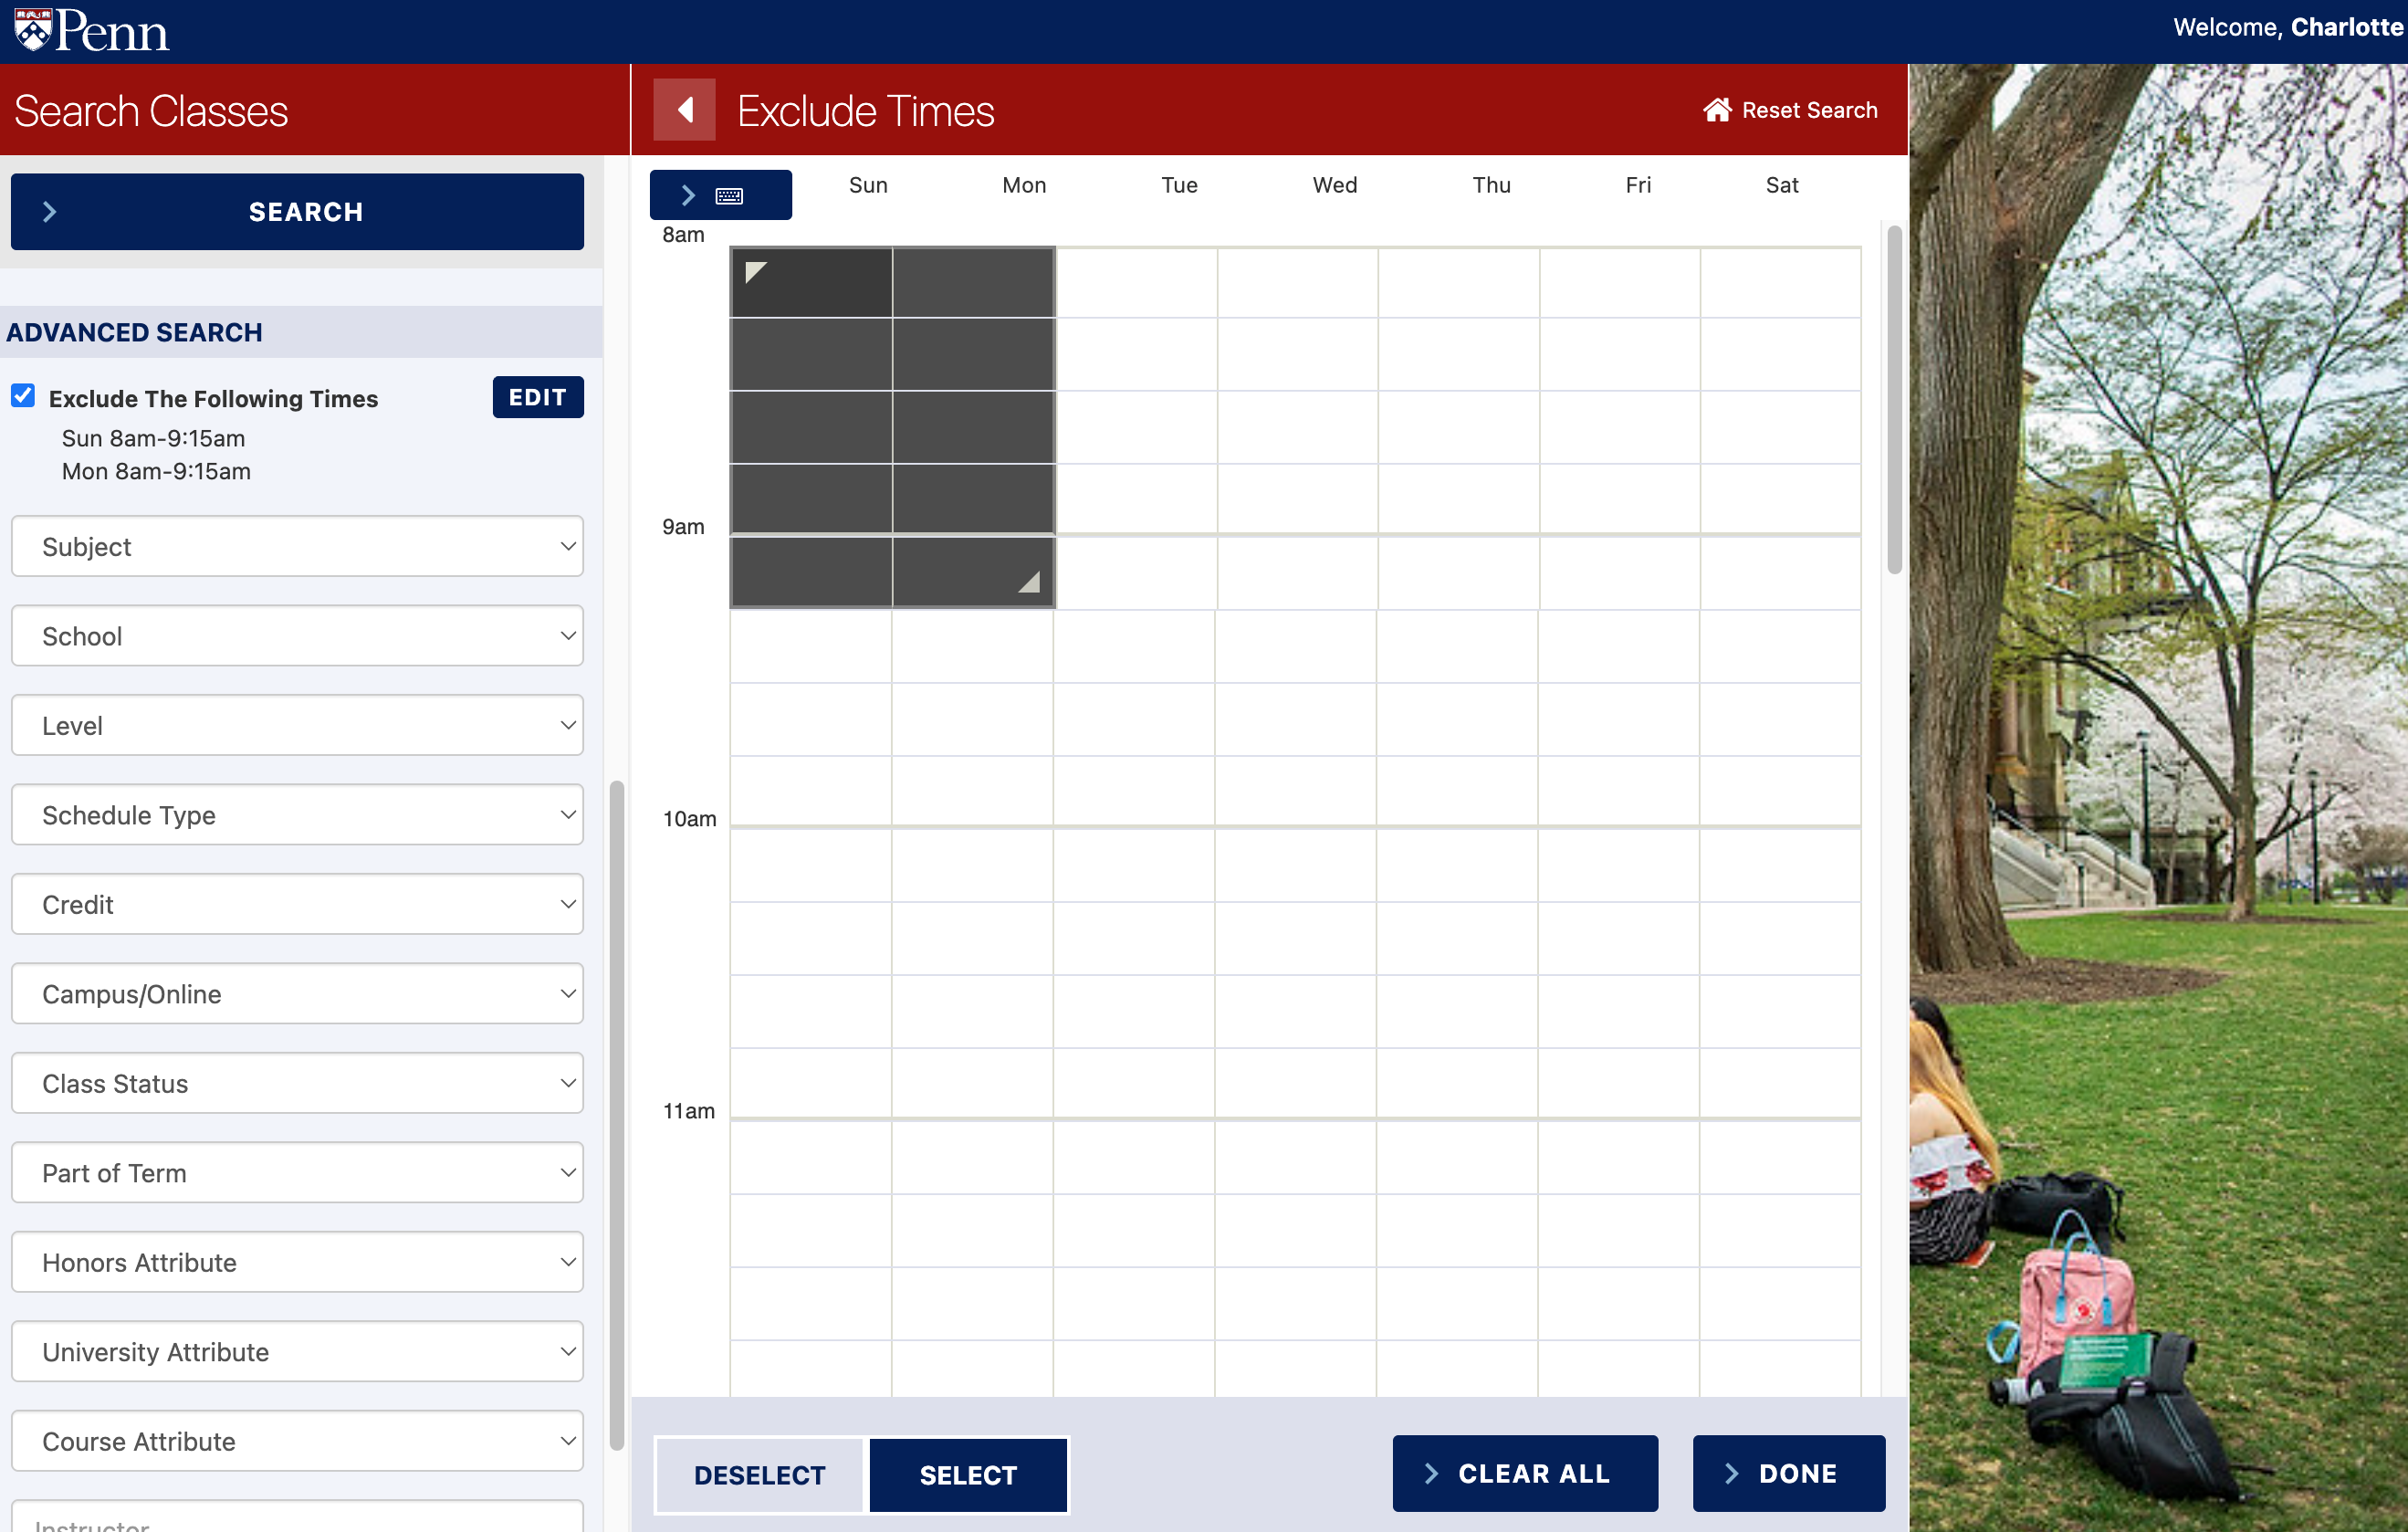 Penn
Welcome, Charlotte
Search Classes
Exclude Times
Reset Search
SEARCH
ADVANCED SEARCH
Exclude The Following Times
EDIT
Sun 8am-9:15am
Mon 8am-9:15am
Subject
School
Level
Schedule Type
Credit
Campus/Online
Class Status
Part of Term
Honors Attribute
University Attribute
Course Attribute
Instructor
Sun Mon Tue Wed Thu Fri Sat
8am
9am
10am
11am
DESELECT
SELECT
CLEAR ALL
DONE